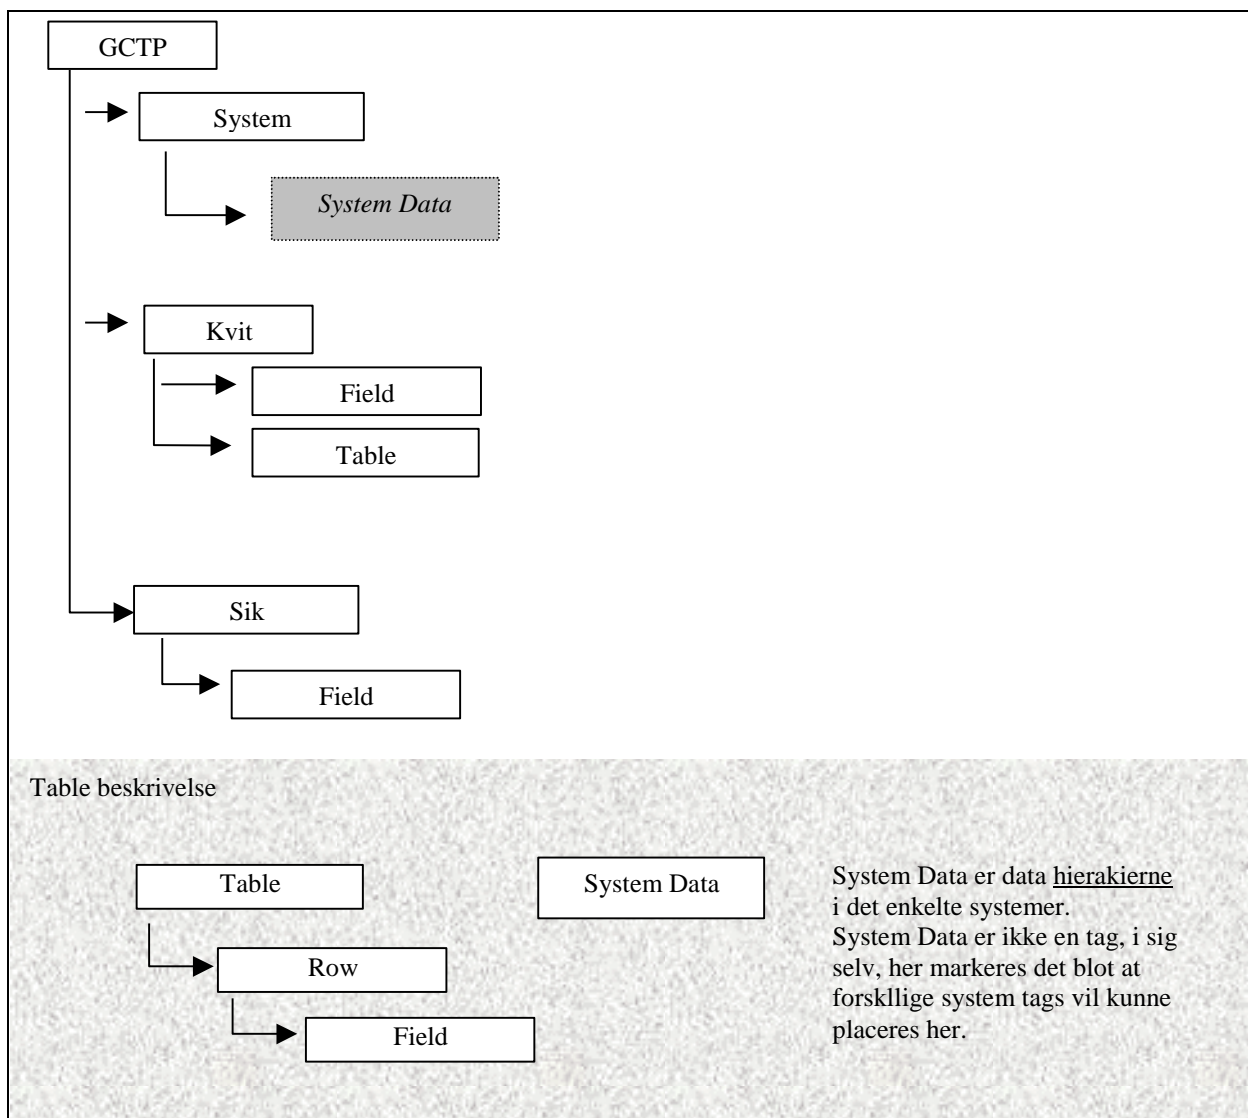 GCTP
System
System Data
Kvit
Field
Table
Sik
Field
Table beskrivelse
Table
Row
Field
System Data
System Data er data hierakierne
i det enkelte systemer.
System Data er ikke en tag, i sig
selv, her markeres det blot at
forskllige system tags vil kunne
placeres her.